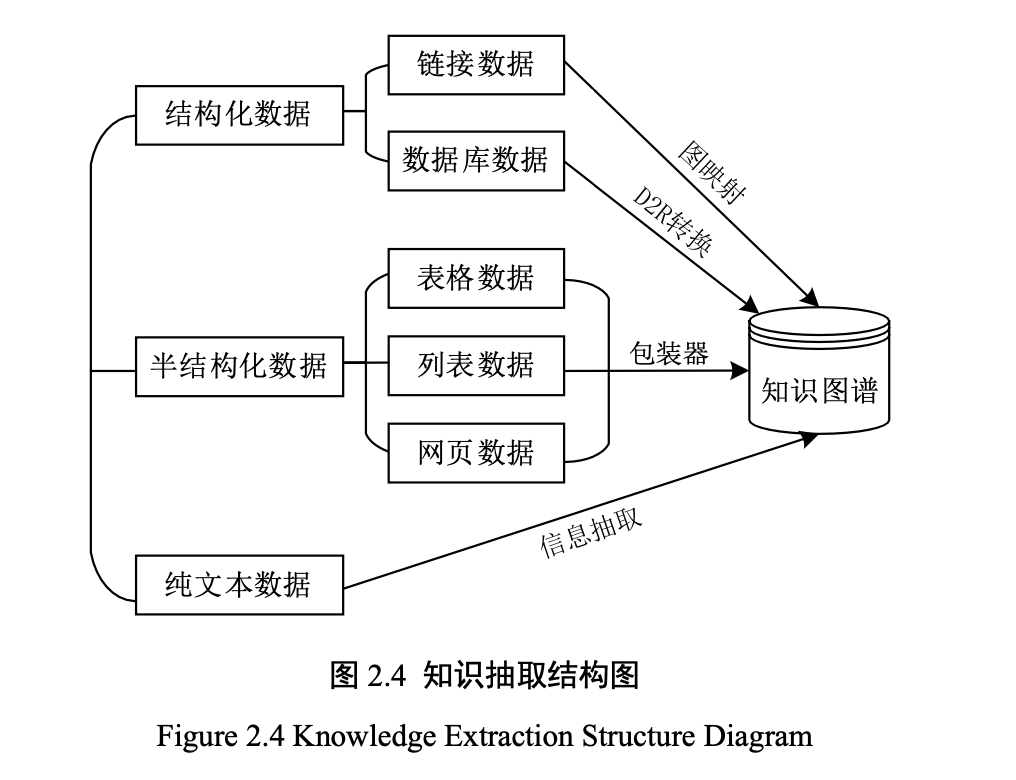 链接数据
结构化数据
数据库数据
图映射
D2R转换
表格数据
半结构化数据
列表数据
包装器
知识图谱
网页数据
信息抽取
纯文本数据
图 2.4 知识抽取结构图
Figure 2.4 Knowledge Extraction Structure Diagram